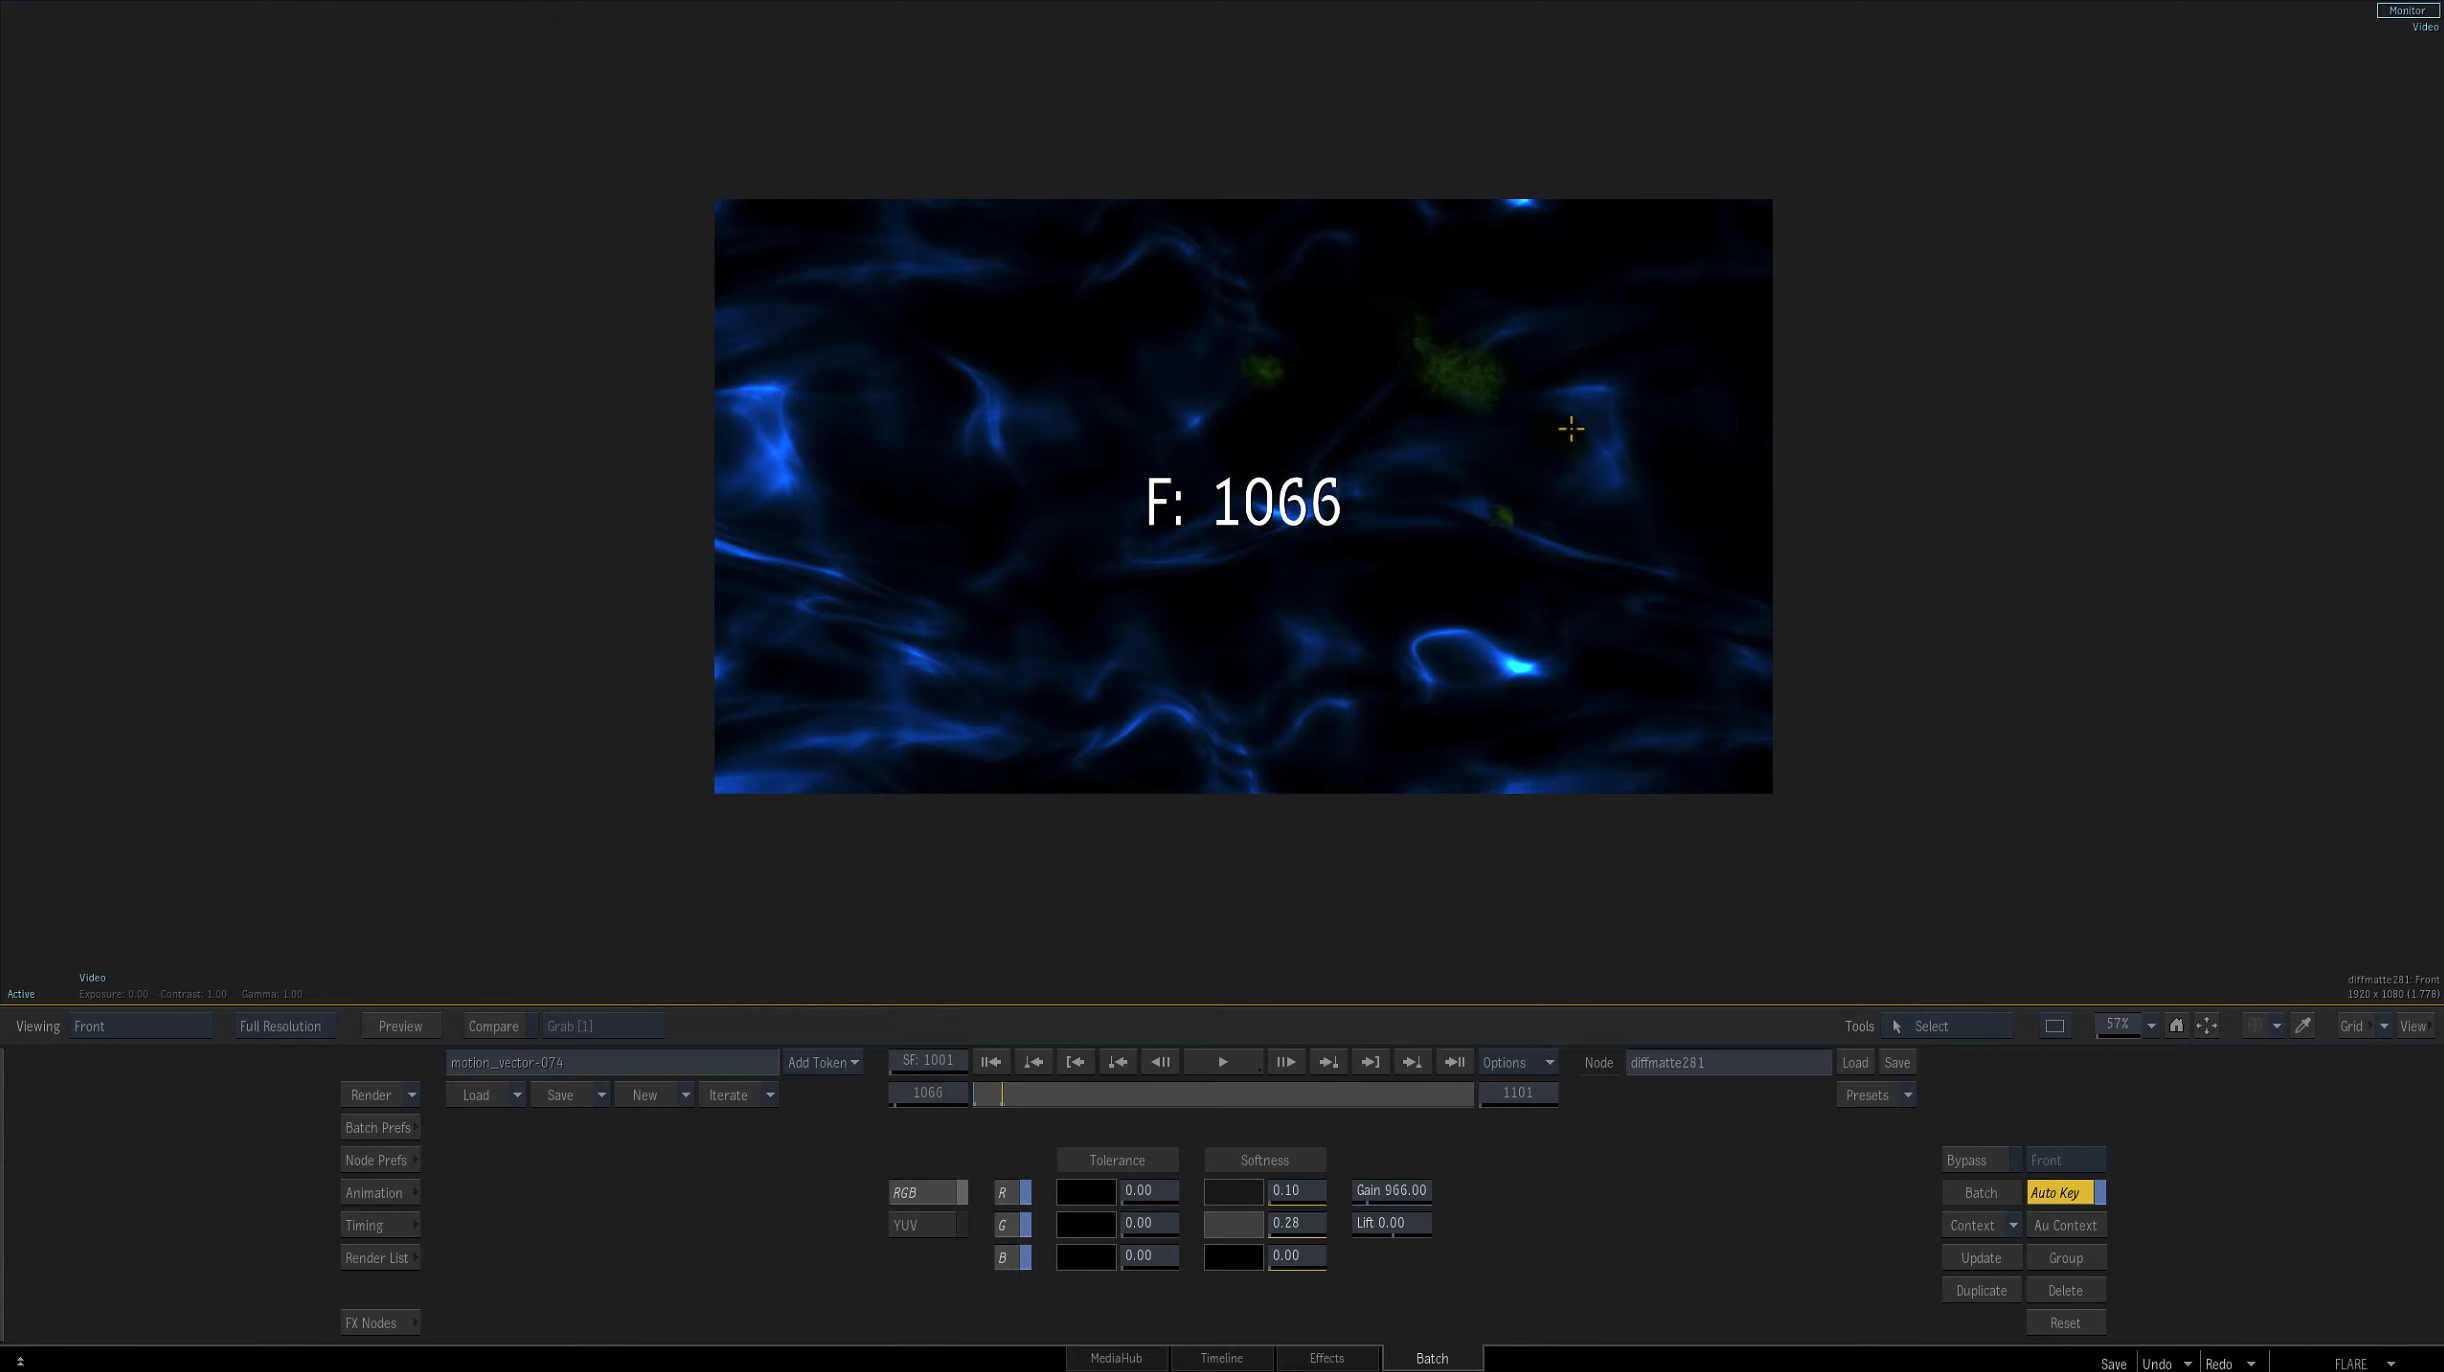 Monitor
Video
F: 1066
Video
Active
Exposure: 0.00 Contrast: 1.00 Gamma: 1.00
diffmatte281: Front
1920 x 1080 (1.778)
Viewing Front Full Resolution Preview Compare Grab [1] Tools Select 57% Grid View
motion_vector-074 Add Token SF: 1001 Options Node diffmatte281 Load Save
Render Load Save New Iterate 1066 1101 Presets
Batch Prefs
Node Prefs Tolerance Softness Bypass Front
Animation RGB R 0.00 0.10 Gain 966.00 Batch Auto Key
Timing YUV G 0.00 0.28 Lift 0.00 Context Au Context
Render List B 0.00 0.00 Update Group
Duplicate Delete
FX Nodes Reset
MediaHub Timeline Effects Batch Save Undo Redo FLARE